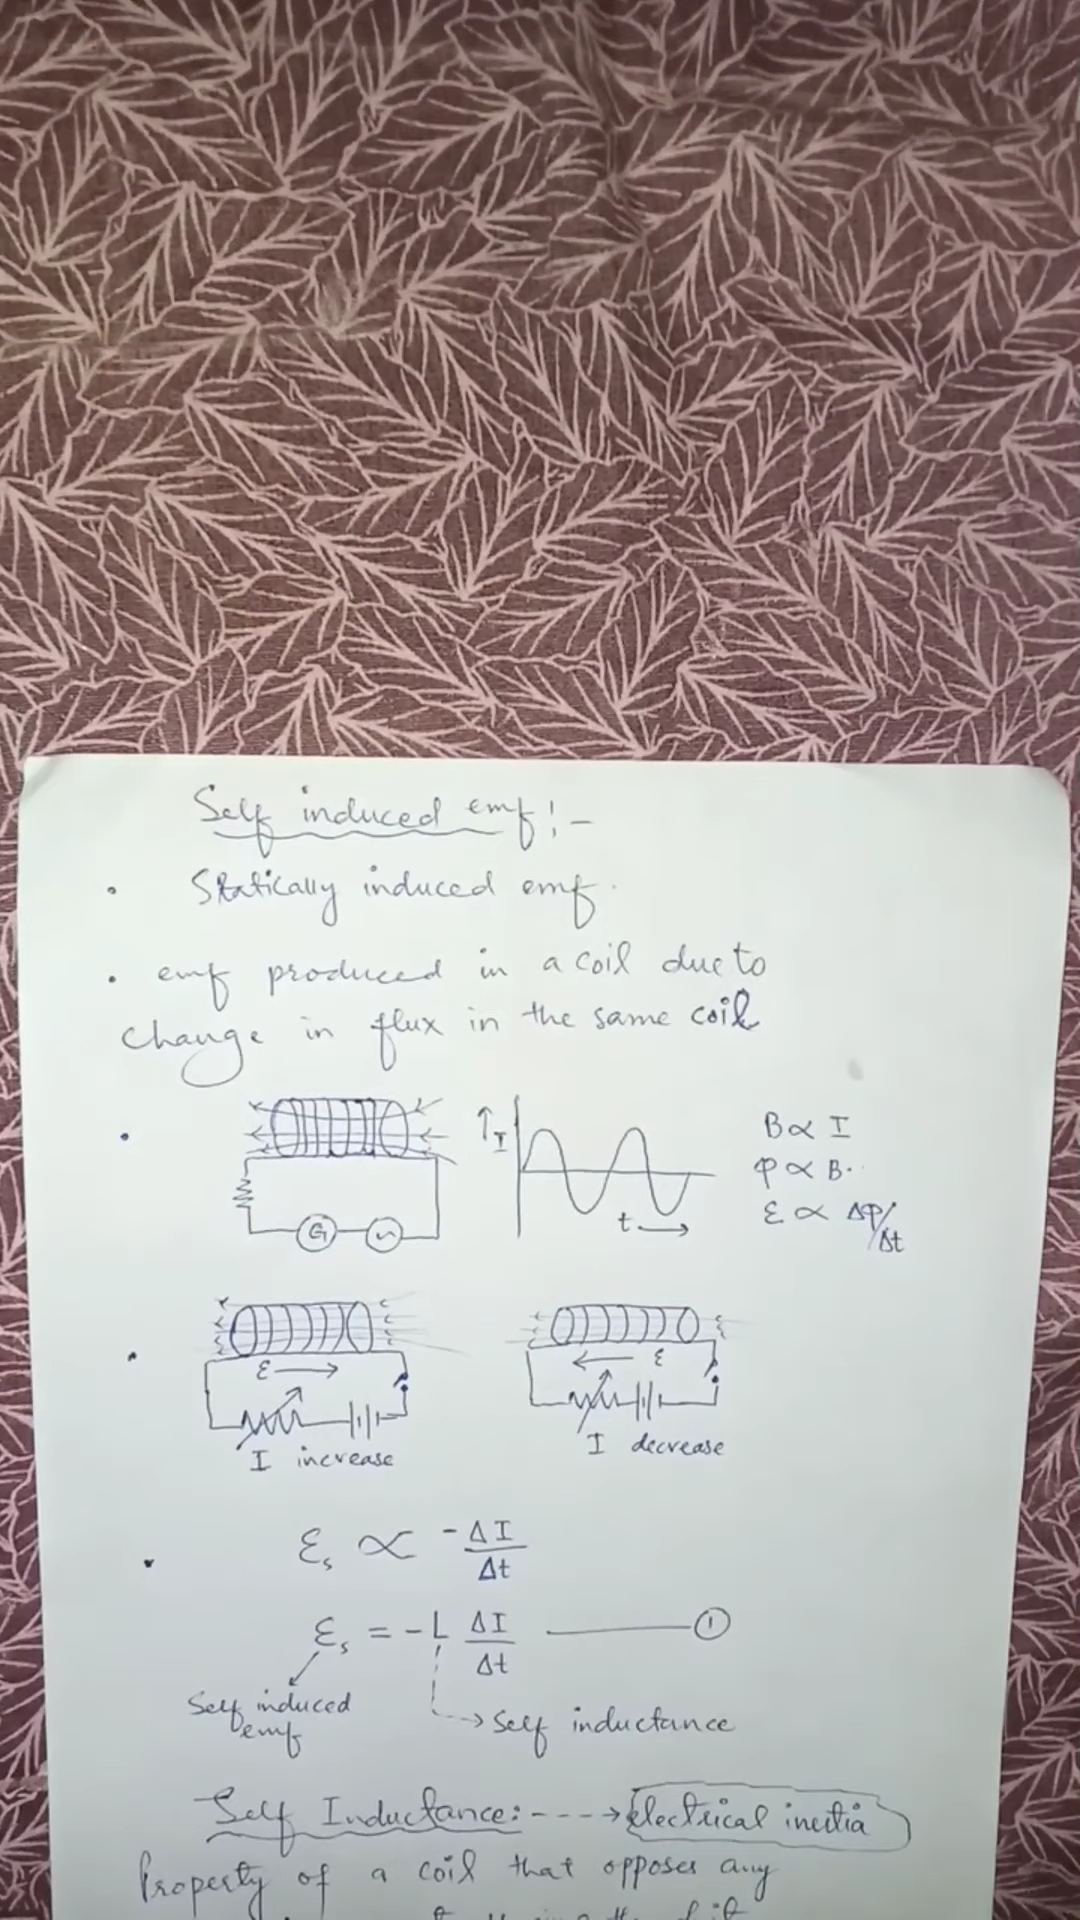 Self induced emf:-
• Statically induced emf.
• emf produced in a coil due to
change in flux in the same coil
↑I
t →
G
B ∝ I
φ ∝ B.
ε ∝ Δφ/Δt
ε →
I increase
← ε
I decrease
εs ∝ -ΔI/Δt
εs = -L ΔI/Δt ——— ①
Self induced
emf
→ Self inductance
Self Inductance:- ---→ electrical inertia
Property of a coil that opposes any